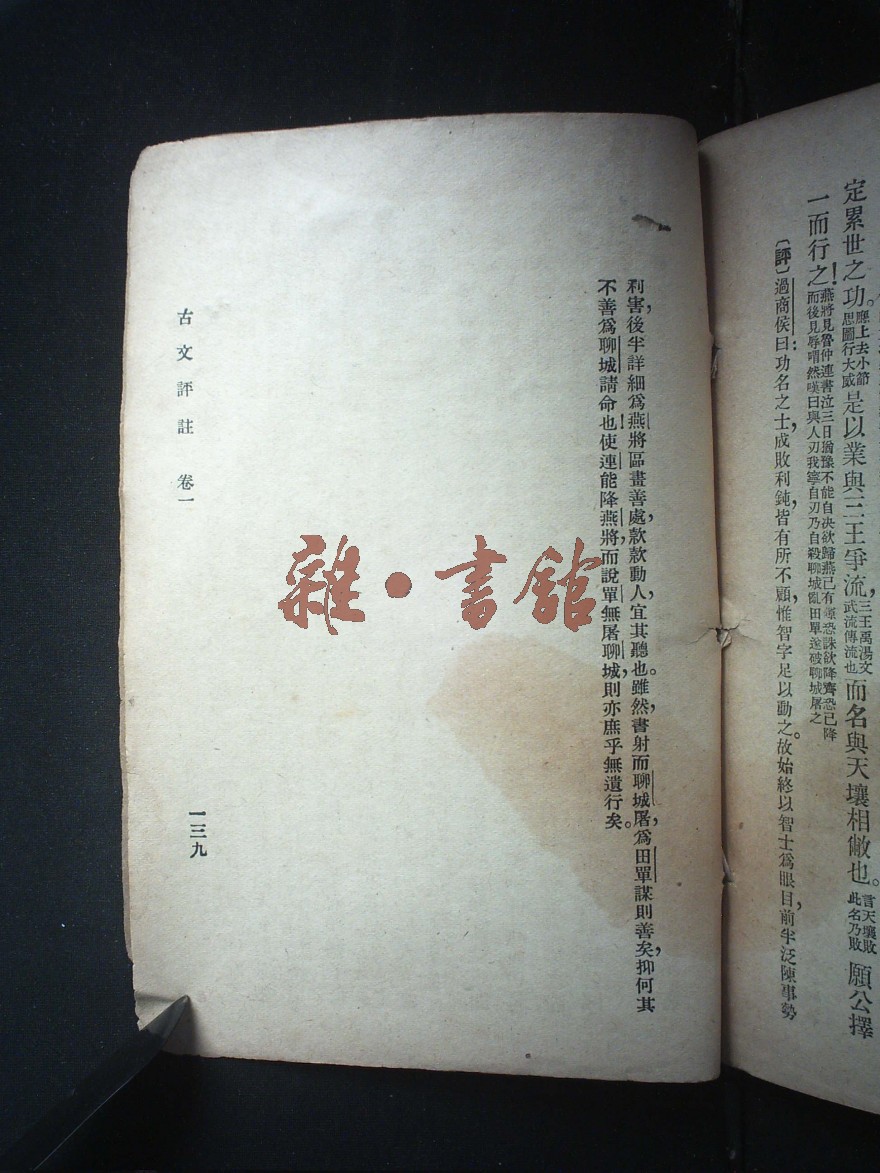 定累世之功。應上去小節思圖行大威是以業與三王爭流，三王禹湯文武流傳流也而名與天壤相敝也。言天壤敗此名乃敗願公擇
一而行之！燕將見魯仲連書泣三日猶豫不能自決欲歸燕已有隙恐誅欲降齊恐已降而後見辱喟然嘆曰與人刃我寧自刃乃自殺聊城亂田單遂破聊城屠之
〔評〕過商侯曰：功名之士，成敗利鈍，皆有所不顧，惟智字足以動之。故始終以智士爲眼目，前半泛陳事勢
利害，後半詳細爲燕將區畫善處，款款動人，宜其聽也。雖然，書射而聊城屠，爲田單謀則善矣，抑何其
不善爲聊城請命也！使連能降燕將，而說單無屠聊城，則亦庶乎無遺行矣。
古文評註 卷一
一三九
雜·書館